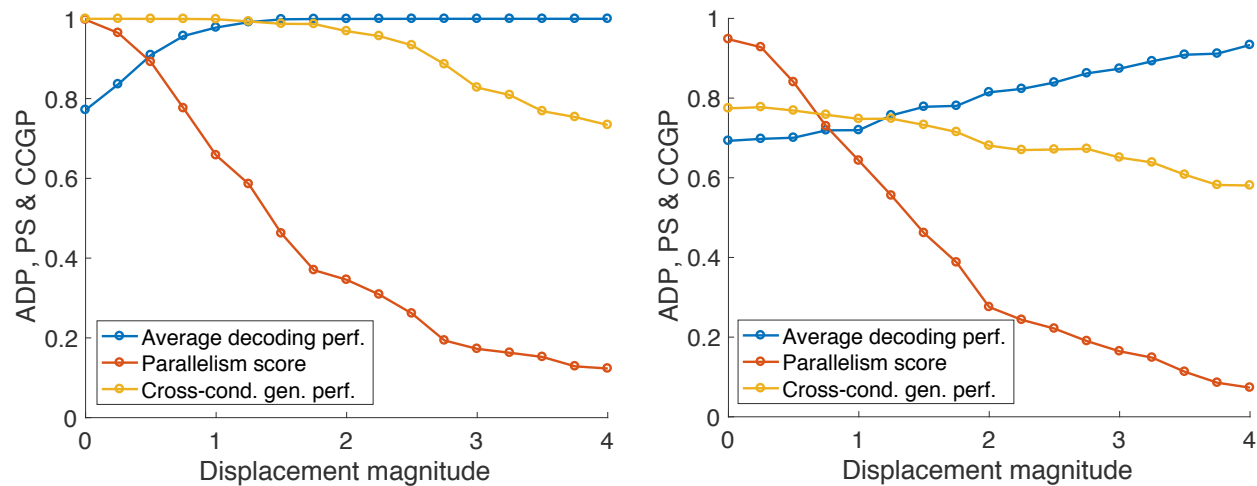 ADP, PS & CCGP
1
0.8
0.6
0.4
0.2
0
Average decoding perf.
Parallelism score
Cross-cond. gen. perf.
0 1 2 3 4
Displacement magnitude
ADP, PS & CCGP
1
0.8
0.6
0.4
0.2
0
Average decoding perf.
Parallelism score
Cross-cond. gen. perf.
0 1 2 3 4
Displacement magnitude